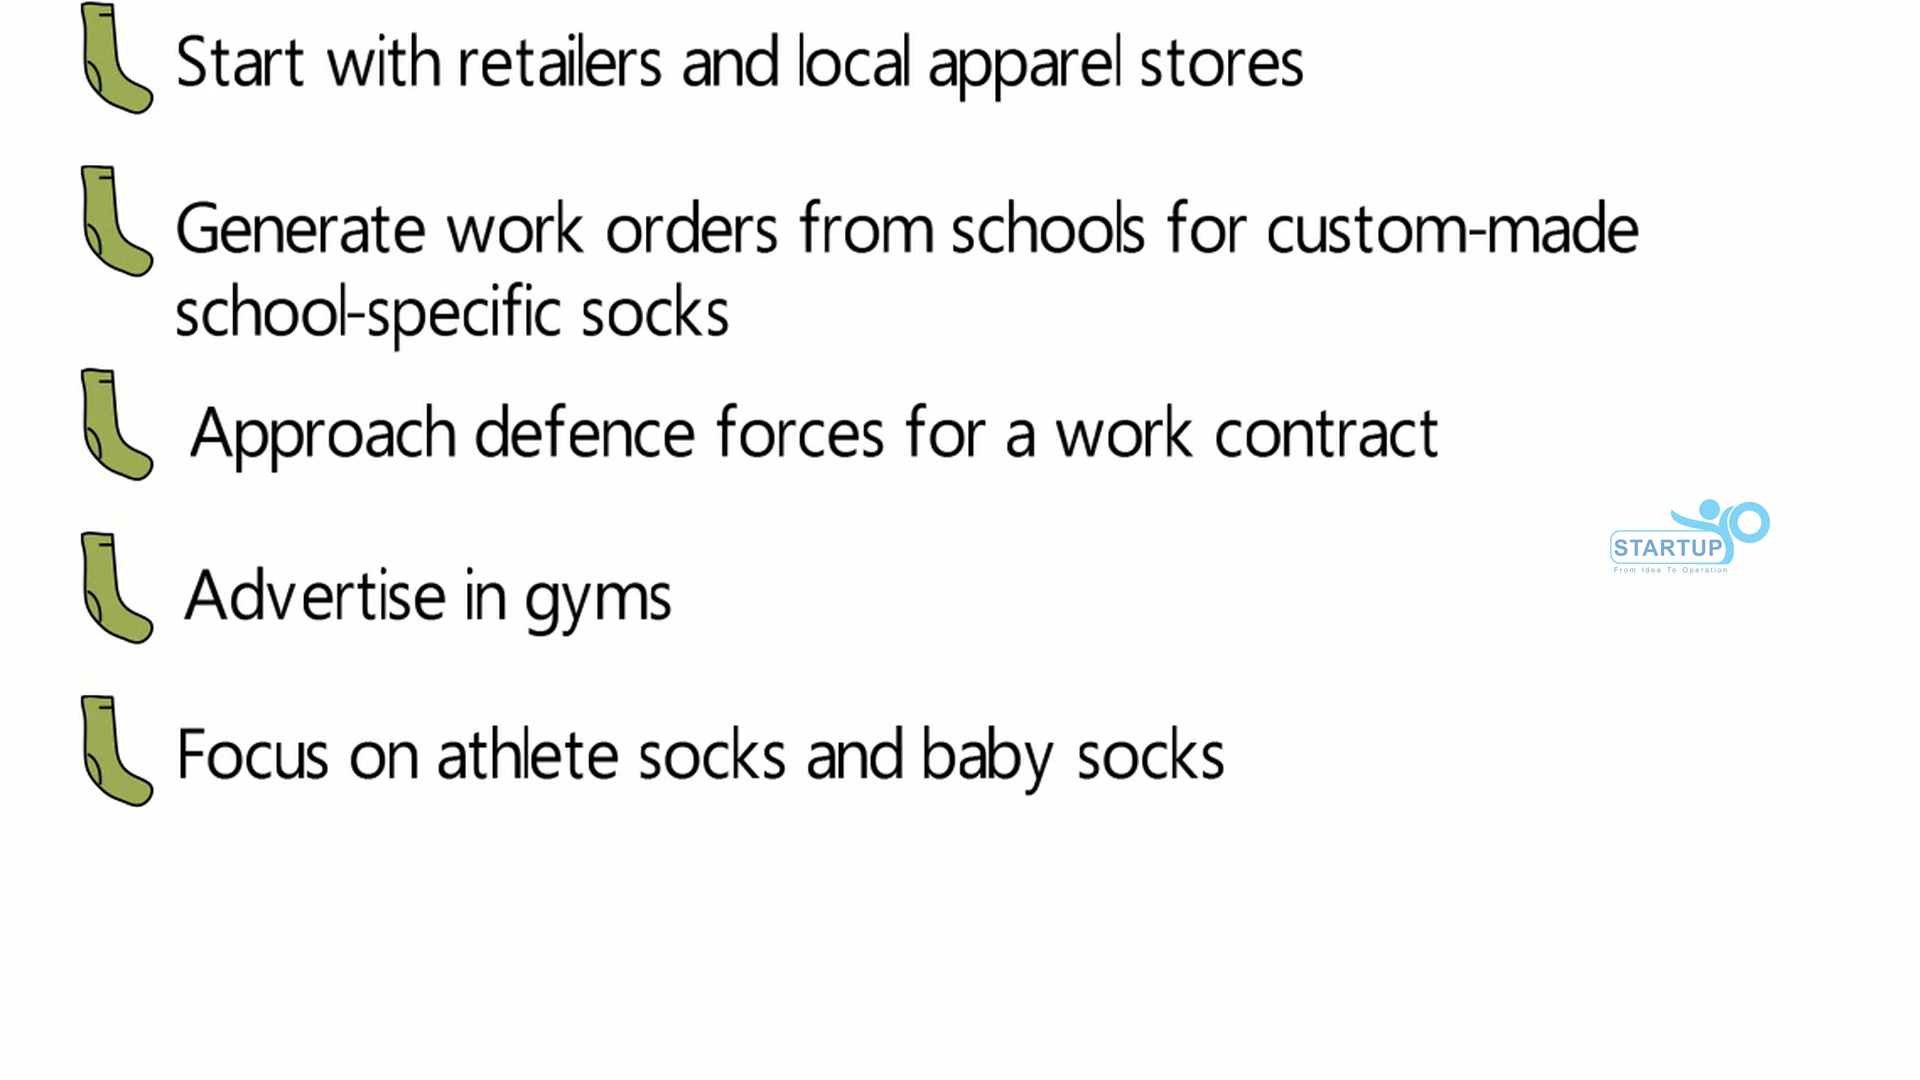 Start with retailers and local apparel stores
Generate work orders from schools for custom-made
school-specific socks
Approach defence forces for a work contract
STARTUP
From Idea To Operation
Advertise in gyms
Focus on athlete socks and baby socks